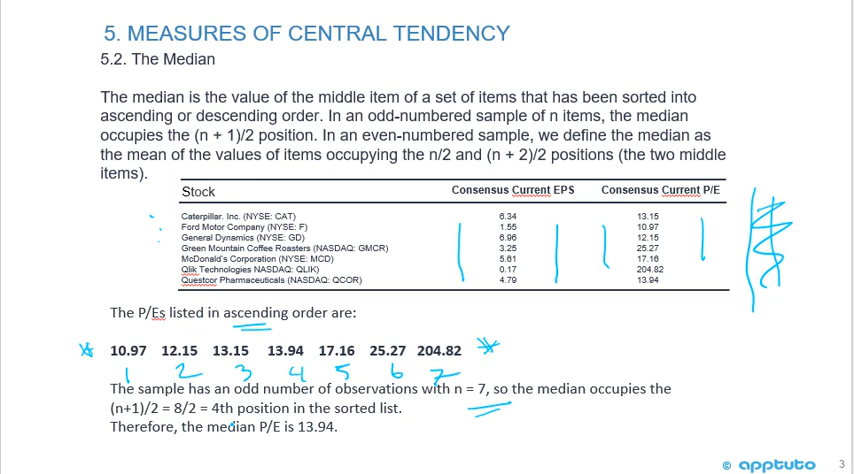 5. MEASURES OF CENTRAL TENDENCY
5.2. The Median
The median is the value of the middle item of a set of items that has been sorted into
ascending or descending order. In an odd-numbered sample of n items, the median
occupies the (n + 1)/2 position. In an even-numbered sample, we define the median as
the mean of the values of items occupying the n/2 and (n + 2)/2 positions (the two middle
items).
Stock Consensus Current EPS Consensus Current P/E
Caterpillar. Inc. (NYSE: CAT) 6.34 13.15
Ford Motor Company (NYSE: F) 1.55 10.97
General Dynamics (NYSE: GD) 6.96 12.15
Green Mountain Coffee Roasters (NASDAQ: GMCR) 3.25 25.27
McDonald's Corporation (NYSE: MCD) 5.61 17.16
Qlik Technologies NASDAQ: QLIK) 0.17 204.82
Questcor Pharmaceuticals (NASDAQ: QCOR) 4.79 13.94
The P/Es listed in ascending order are:
10.97 12.15 13.15 13.94 17.16 25.27 204.82
1 2 3 4 5 6 7
The sample has an odd number of observations with n = 7, so the median occupies the
(n+1)/2 = 8/2 = 4th position in the sorted list.
Therefore, the median P/E is 13.94.
© apptuto 3